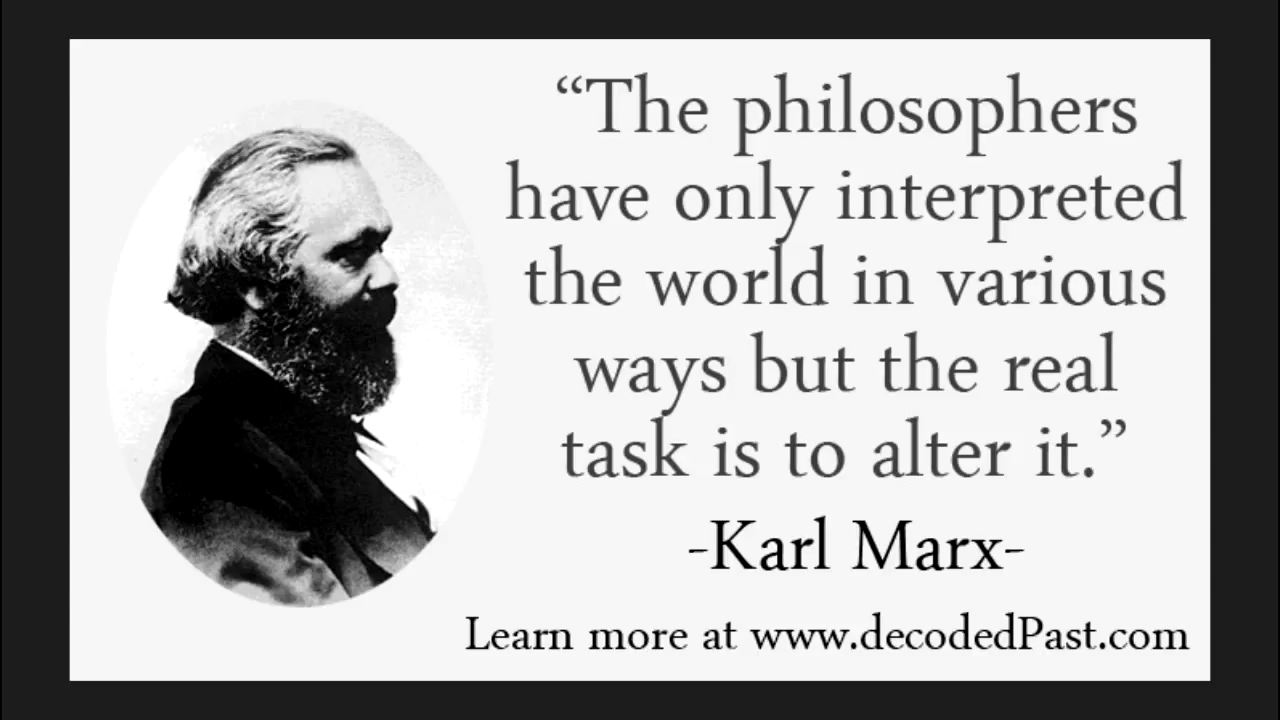 “The philosophers
have only interpreted
the world in various
ways but the real
task is to alter it.”
-Karl Marx-
Learn more at www.decodedPast.com